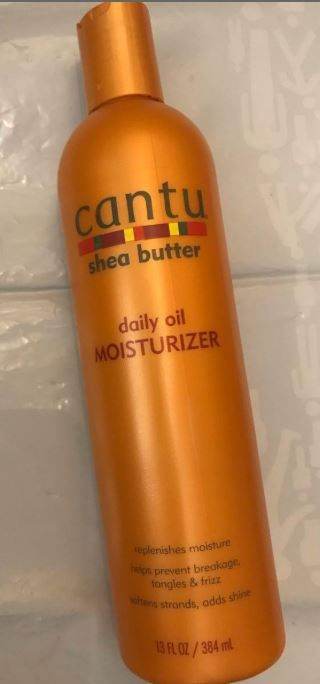 cantu
shea butter
daily oil
MOISTURIZER
replenishes moisture
helps prevent breakage,
tangles & frizz
softens strands, adds shine
13 FL OZ / 384 mL